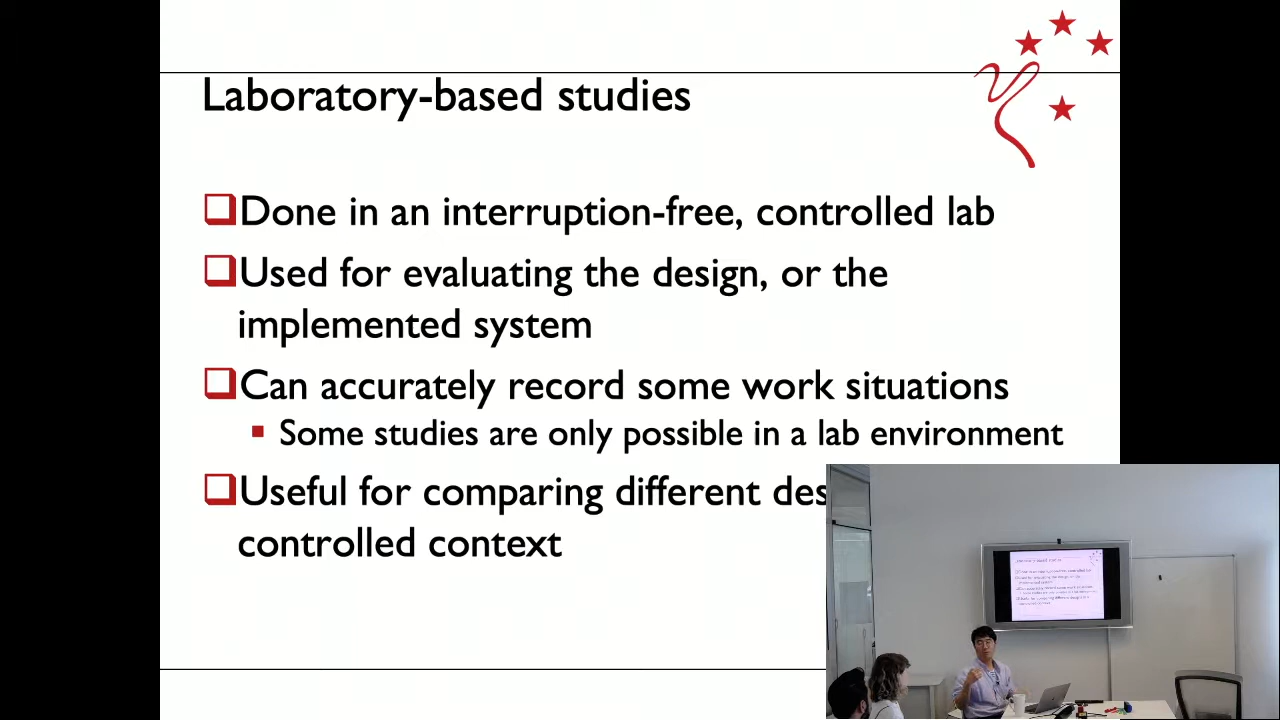 Laboratory-based studies
Done in an interruption-free, controlled lab
Used for evaluating the design, or the
implemented system
Can accurately record some work situations
Some studies are only possible in a lab environment
Useful for comparing different
controlled context